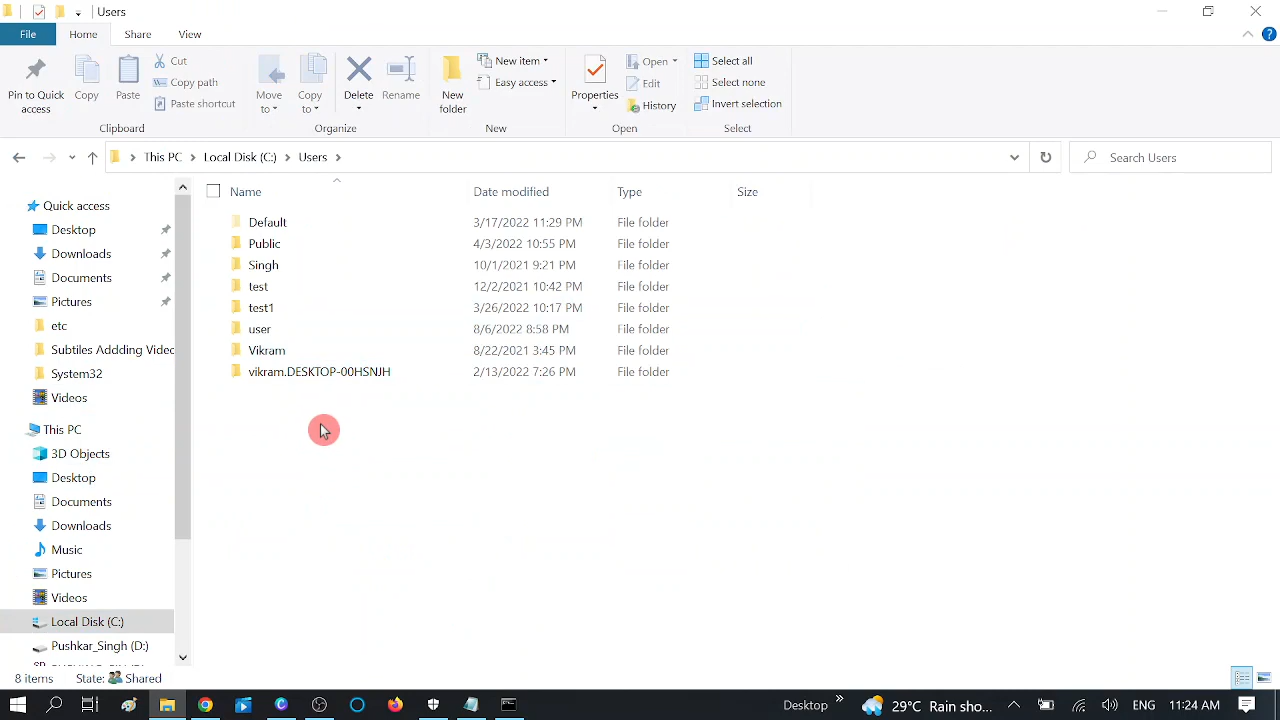 Users
File
Home
Share
View
Pin to Quick access
Copy
Paste
Cut
Copy path
Paste shortcut
Clipboard
Move to
Copy to
Delete
Rename
Organize
New folder
New item
Easy access
New
Properties
Open
Edit
History
Open
Select all
Select none
Invert selection
Select
This PC
Local Disk (C:)
Users
Search Users
Name
Date modified
Type
Size
Default 3/17/2022 11:29 PM File folder
Public 4/3/2022 10:55 PM File folder
Singh 10/1/2021 9:21 PM File folder
test 12/2/2021 10:42 PM File folder
test1 3/26/2022 10:17 PM File folder
user 8/6/2022 8:58 PM File folder
Vikram 8/22/2021 3:45 PM File folder
vikram.DESKTOP-00HSNJH 2/13/2022 7:26 PM File folder
Quick access
Desktop
Downloads
Documents
Pictures
etc
Subtiles Addding Videc
System32
Videos
This PC
3D Objects
Desktop
Documents
Downloads
Music
Pictures
Videos
Local Disk (C:)
Pushkar_Singh (D:)
8 items State: Shared
Desktop
29°C Rain sho...
ENG
11:24 AM